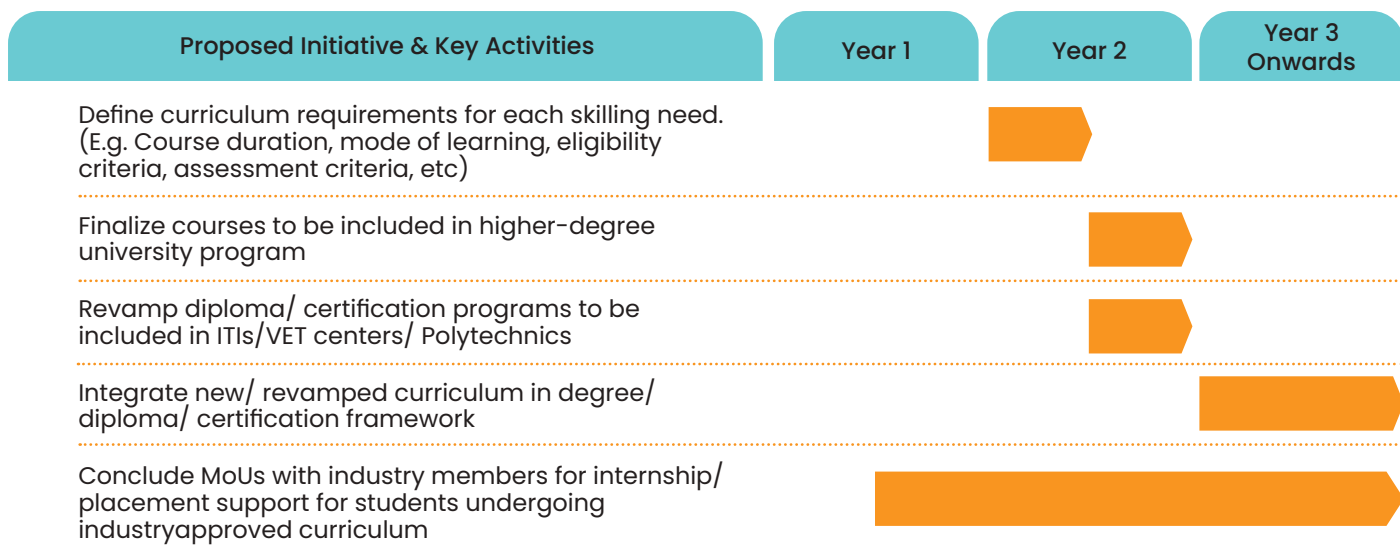 Proposed Initiative & Key Activities
Year 1
Year 2
Year 3
Onwards
Define curriculum requirements for each skilling need.
(E.g. Course duration, mode of learning, eligibility
criteria, assessment criteria, etc)
Finalize courses to be included in higher-degree
university program
Revamp diploma/ certification programs to be
included in ITIs/VET centers/ Polytechnics
Integrate new/ revamped curriculum in degree/
diploma/ certification framework
Conclude MoUs with industry members for internship/
placement support for students undergoing
industryapproved curriculum